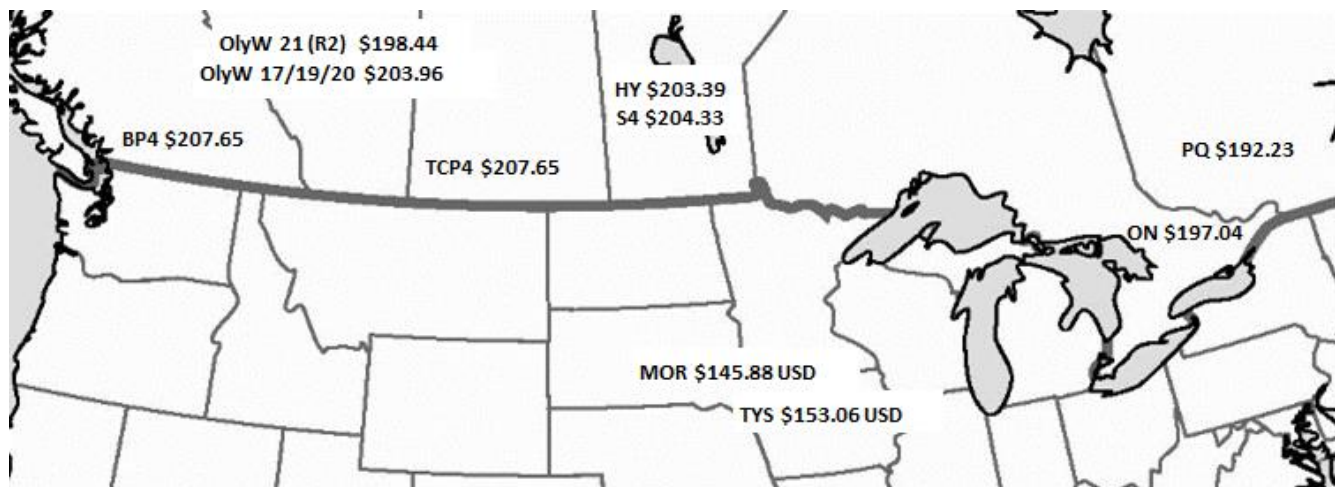 OlyW 21 (R2) $198.44
OlyW 17/19/20 $203.96
HY $203.39
S4 $204.33
BP4 $207.65
TCP4 $207.65
PQ $192.23
ON $197.04
MOR $145.88 USD
TYS $153.06 USD